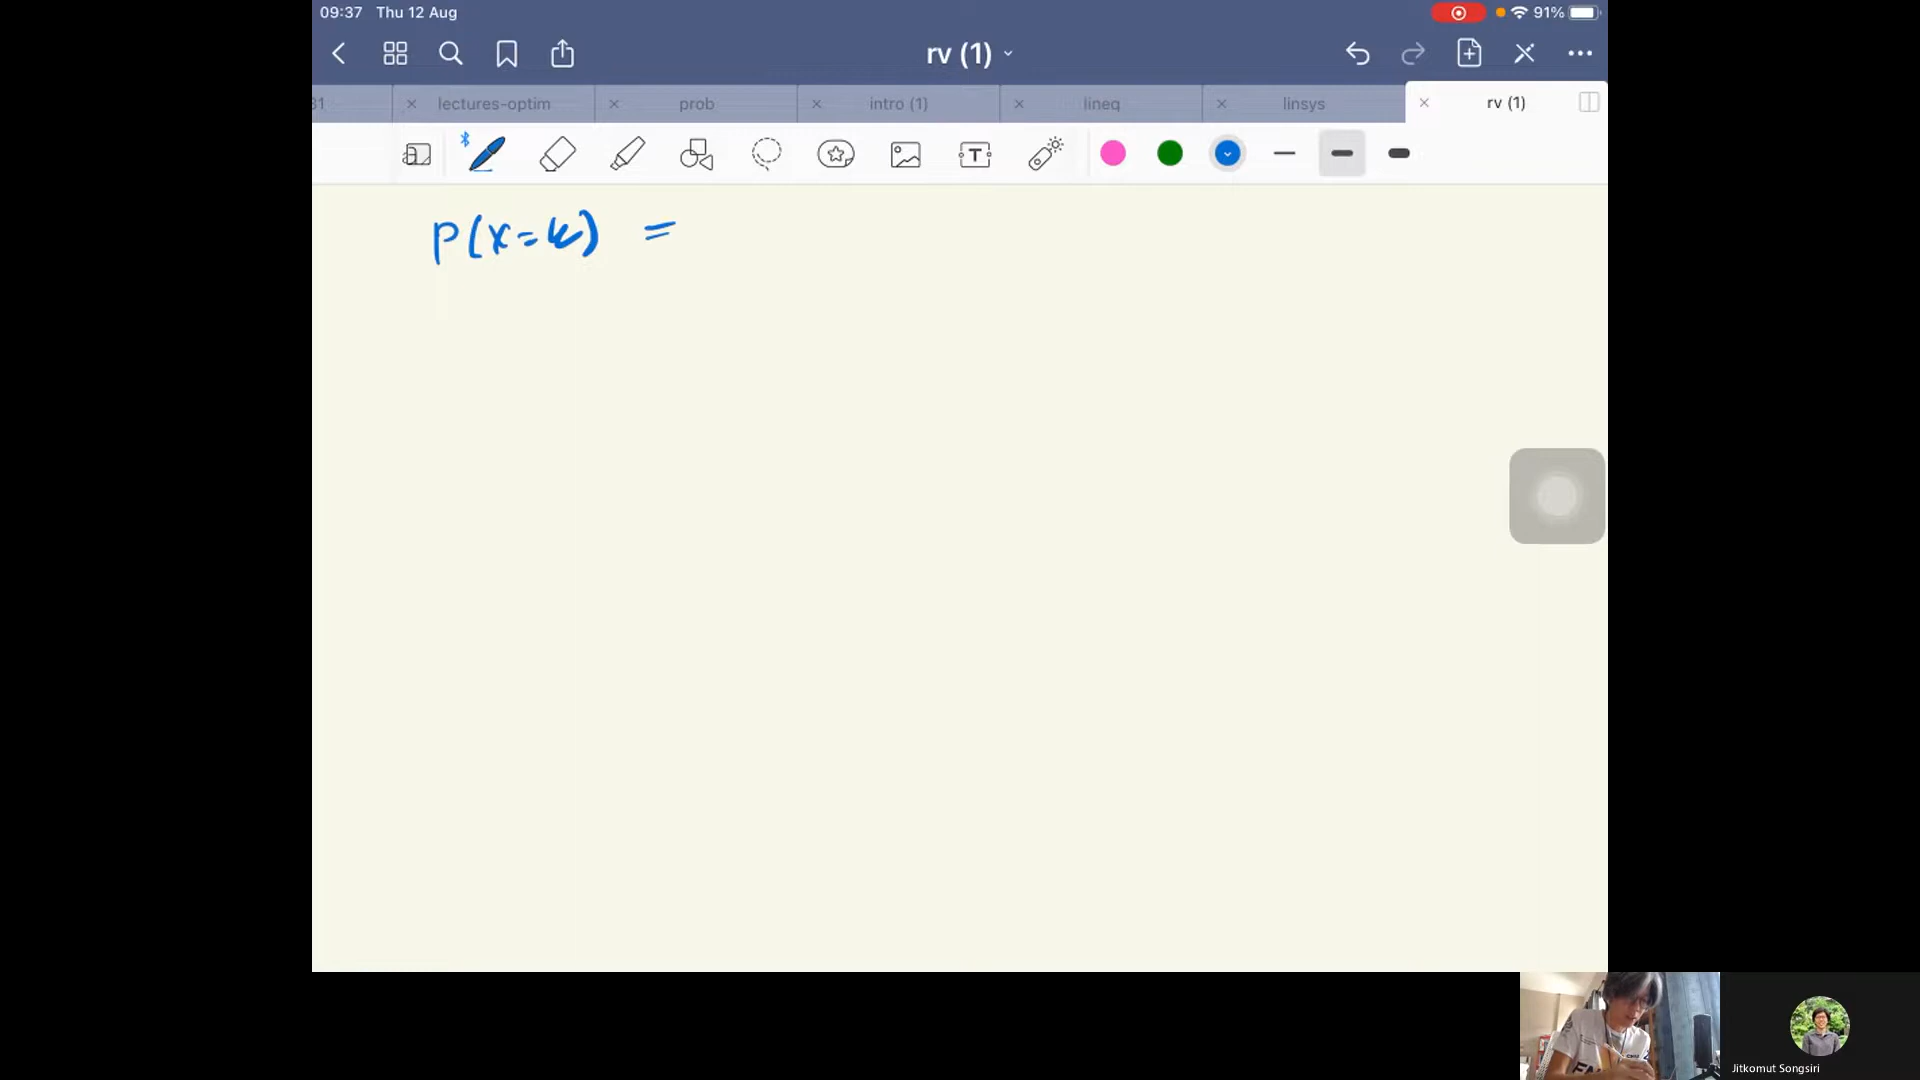 09:37 Thu 12 Aug 91%
rv (1)
31 lectures-optim prob intro (1) lineq linsys rv (1)
T
P(X=k) =
Jitkomut Songsiri